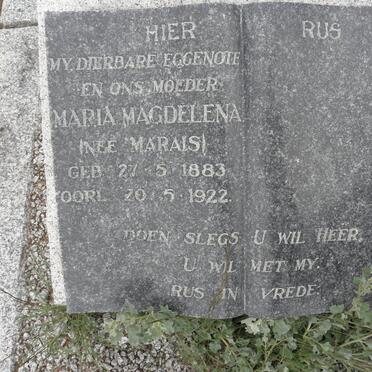 HIER RUS
MY DIERBARE EGGENOTE
EN ONS MOEDER
MARIA MAGDELENA
(NEE MARAIS)
GEB 27-5-1883
OORL 20-5-1922.
DOEN SLEGS U WIL HEER,
U WIL MET MY.
RUS IN VREDE.